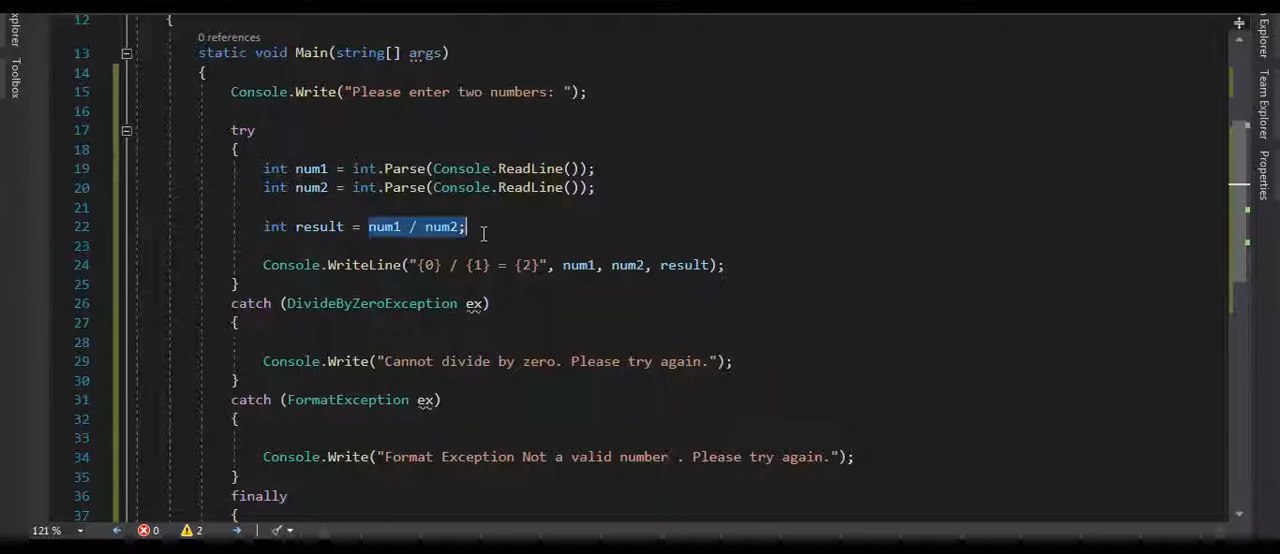 12 {
0 references
13 static void Main(string[] args)
14 {
15 Console.Write("Please enter two numbers: ");
16
17 try
18 {
19 int num1 = int.Parse(Console.ReadLine());
20 int num2 = int.Parse(Console.ReadLine());
21
22 int result = num1 / num2;
23
24 Console.WriteLine("{0} / {1} = {2}", num1, num2, result);
25 }
26 catch (DivideByZeroException ex)
27 {
28
29 Console.Write("Cannot divide by zero. Please try again.");
30 }
31 catch (FormatException ex)
32 {
33
34 Console.Write("Format Exception Not a valid number . Please try again.");
35 }
36 finally
37 {
121 % 0 2
Toolbox
Explorer
Team Explorer
Properties